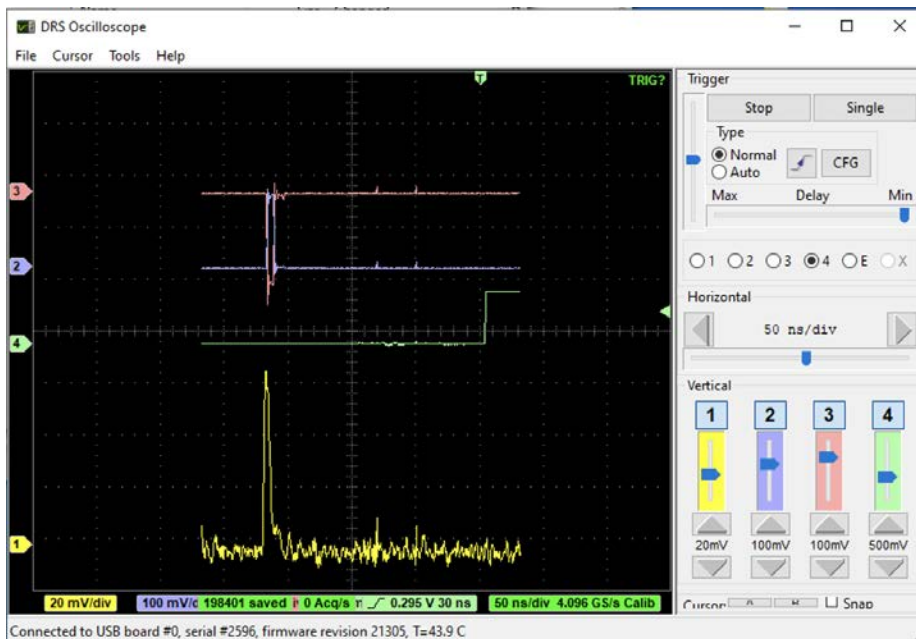 DRS Oscilloscope
File Cursor Tools Help
T
TRIG?
3
2
4
1
20 mV/div
100 mV/d
198401 saved
0 Acq/s
0.295 V 30 ns
50 ns/div 4.096 GS/s Calib
Trigger
Stop Single
Type
Normal
Auto
CFG
Max Delay Min
1 2 3 4 E X
Horizontal
50 ns/div
Vertical
1 2 3 4
20mV 100mV 100mV 500mV
Cursor Snap
Connected to USB board #0, serial #2596, firmware revision 21305, T=43.9 C